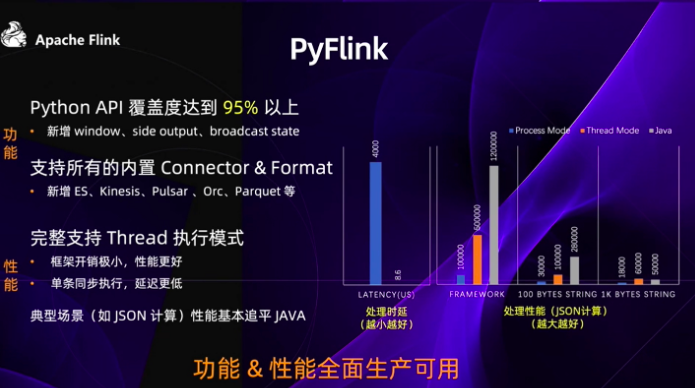 Apache Flink
PyFlink
功能
Python API 覆盖度达到 95% 以上
• 新增 window、side output、broadcast state
支持所有的内置 Connector & Format
• 新增 ES、Kinesis、Pulsar 、Orc、Parquet 等
性能
完整支持 Thread 执行模式
• 框架开销极小，性能更好
• 单条同步执行，延迟更低
典型场景（如 JSON 计算）性能基本追平 JAVA
Process Mode Thread Mode Java
4000
8.6
100000
600000
1200000
30000
100000
280000
18000
60000
50000
LATENCY(US) FRAMEWORK 100 BYTES STRING 1K BYTES STRING
处理时延
（越小越好）
处理性能（JSON计算）
（越大越好）
功能 & 性能全面生产可用